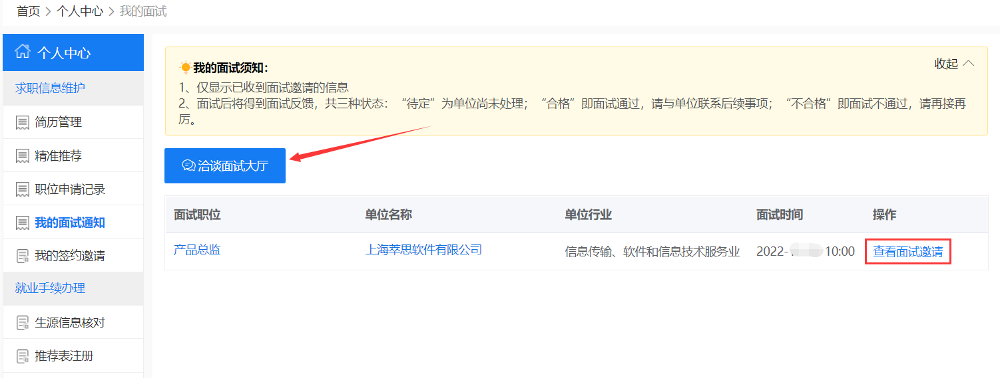 首页 > 个人中心 > 我的面试
个人中心
求职信息维护
简历管理
精准推荐
职位申请记录
我的面试通知
我的签约邀请
就业手续办理
生源信息核对
推荐表注册
我的面试须知：
收起
1、仅显示已收到面试邀请的信息
2、面试后将得到面试反馈，共三种状态：“待定”为单位尚未处理；“合格”即面试通过，请与单位联系后续事项；“不合格”即面试不通过，请再接再
厉。
洽谈面试大厅
面试职位 单位名称 单位行业 面试时间 操作
产品总监 上海萃思软件有限公司 信息传输、软件和信息技术服务业 2022- 10:00 查看面试邀请